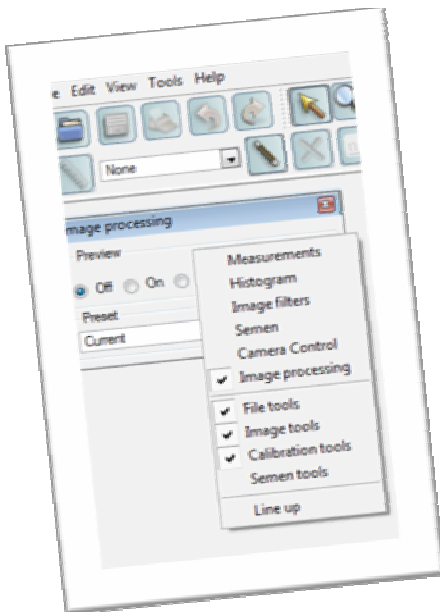 e Edit View Tools Help
None
mage processing
Preview
Off On
Preset
Current
Measurements
Histogram
Image filters
Semen
Camera Control
Image processing
File tools
Image tools
Calibration tools
Semen tools
Line up